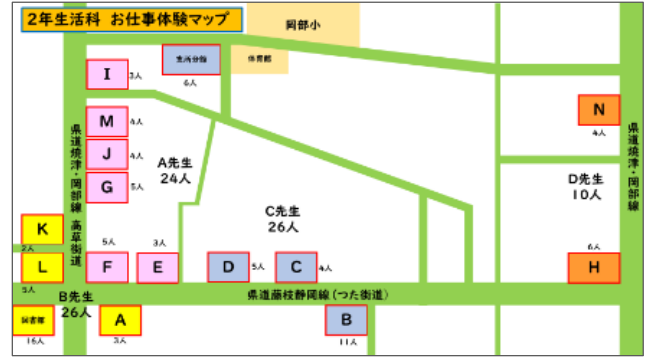 2年生活科 お仕事体験マップ
岡部小
支所分館
6人
体育館
I
3人
M
4人
J
4人
G
5人
A先生
24人
県道焼津・岡部線
高草街道
N
4人
県道焼津・岡部線
D先生
10人
C先生
26人
K
2人
L
3人
5人
F
3人
E
D
5人
C
4人
6人
H
県道藤枝静岡線(つた街道)
B先生
26人
図書館
16人
A
3人
B
11人